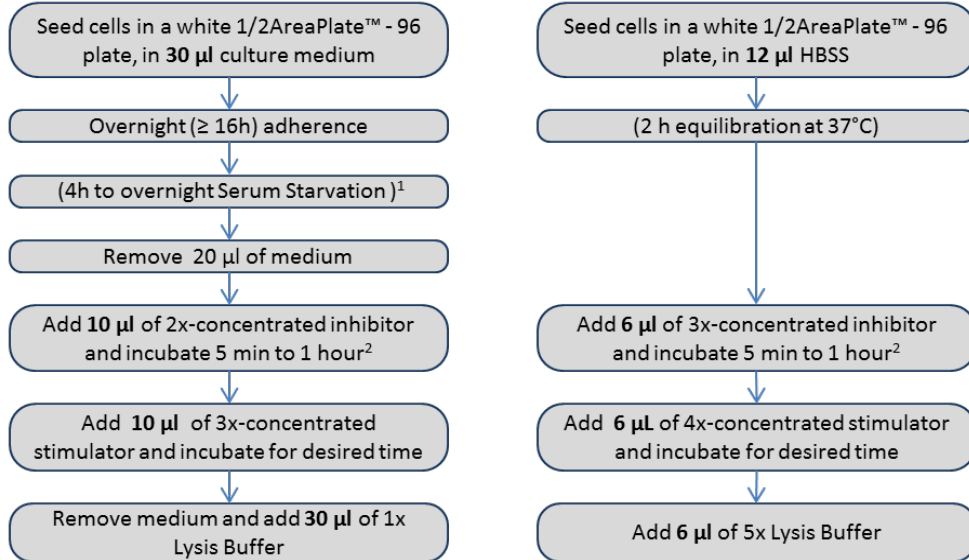 Seed cells in a white 1/2AreaPlate™ - 96
plate, in 30 µl culture medium
Overnight (≥ 16h) adherence
(4h to overnight Serum Starvation )¹
Remove 20 µl of medium
Add 10 µl of 2x-concentrated inhibitor
and incubate 5 min to 1 hour²
Add 10 µl of 3x-concentrated
stimulator and incubate for desired time
Remove medium and add 30 µl of 1x
Lysis Buffer
Seed cells in a white 1/2AreaPlate™ - 96
plate, in 12 µl HBSS
(2 h equilibration at 37°C)
Add 6 µl of 3x-concentrated inhibitor
and incubate 5 min to 1 hour²
Add 6 µL of 4x-concentrated stimulator
and incubate for desired time
Add 6 µl of 5x Lysis Buffer